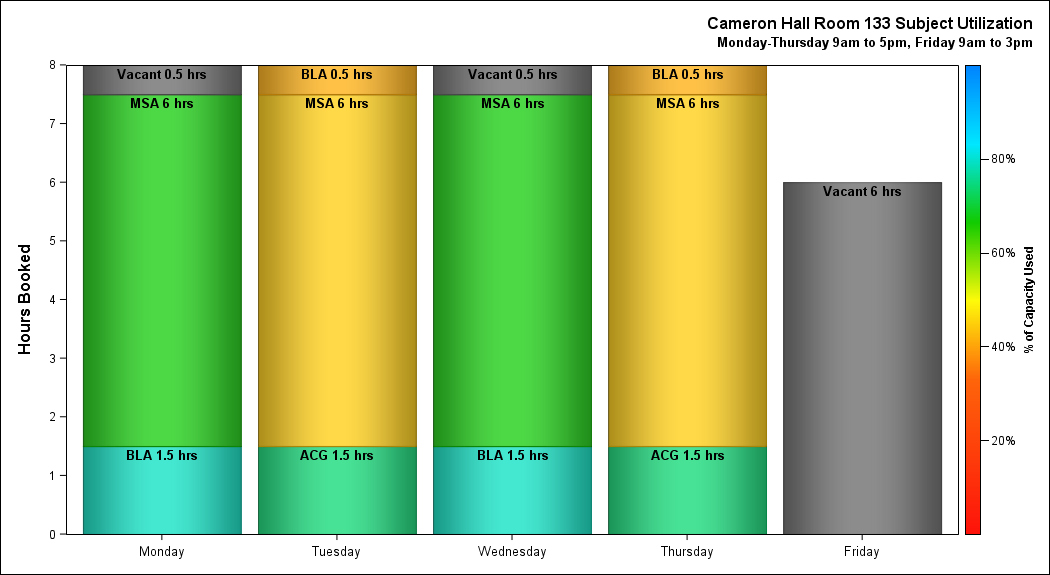 Cameron Hall Room 133 Subject Utilization
Monday-Thursday 9am to 5pm, Friday 9am to 3pm
Hours Booked
8
7
6
5
4
3
2
1
0
Vacant 0.5 hrs
MSA 6 hrs
BLA 1.5 hrs
Monday
BLA 0.5 hrs
MSA 6 hrs
ACG 1.5 hrs
Tuesday
Vacant 0.5 hrs
MSA 6 hrs
BLA 1.5 hrs
Wednesday
BLA 0.5 hrs
MSA 6 hrs
ACG 1.5 hrs
Thursday
Vacant 6 hrs
Friday
80%
60%
40%
20%
% of Capacity Used